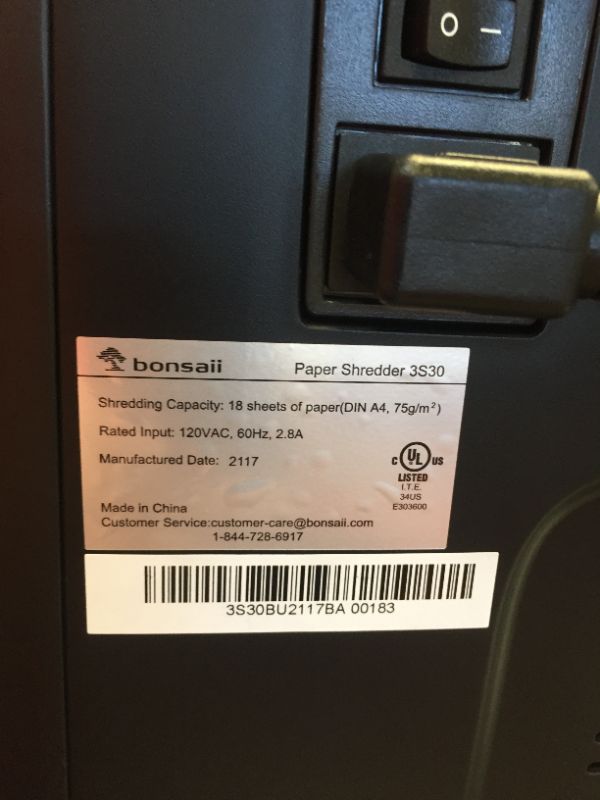 O —
bonsaii Paper Shredder 3S30
Shredding Capacity: 18 sheets of paper(DIN A4, 75g/m²)
Rated Input: 120VAC, 60Hz, 2.8A
Manufactured Date: 2117
C UL US
LISTED
I.T.E.
34US
E303600
Made in China
Customer Service:customer-care@bonsaii.com
1-844-728-6917
3S30BU2117BA 00183